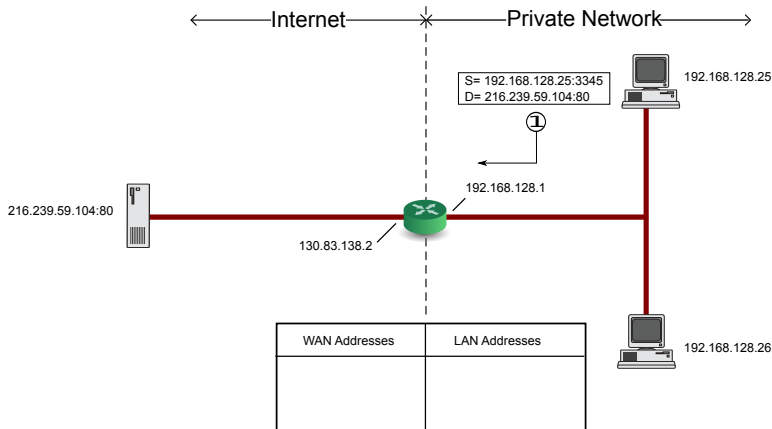 Internet
Private Network
S= 192.168.128.25:3345
D= 216.239.59.104:80
192.168.128.25
1
192.168.128.1
216.239.59.104:80
130.83.138.2
WAN Addresses
LAN Addresses
192.168.128.26